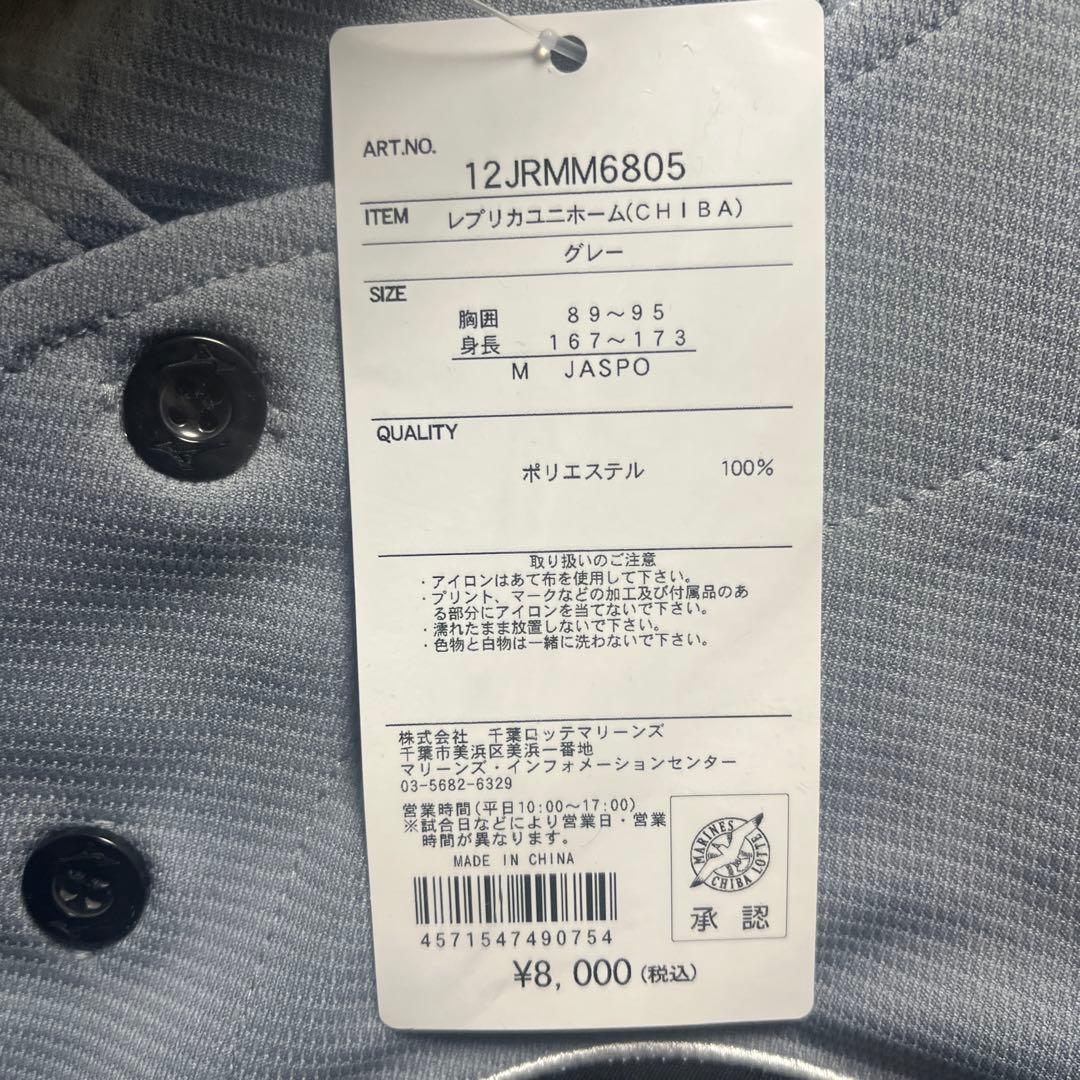 ART.NO.
12JRMM6805
ITEM レプリカユニホーム(CHIBA)
グレー
SIZE
胸囲 89～95
身長 167～173
M JASPO
QUALITY
ポリエステル 100%
取り扱いのご注意
・アイロンはあて布を使用して下さい。
・プリント、マークなどの加工及び付属品のあ
る部分にアイロンを当てないで下さい。
・濡れたまま放置しないで下さい。
・色物と白物は一緒に洗わないで下さい。
株式会社 千葉ロッテマリーンズ
千葉市美浜区美浜一番地
マリーンズ・インフォメーションセンター
03-5682-6329
営業時間(平日10:00～17:00)
※試合日などにより営業日・営業
時間が異なります。
MADE IN CHINA
4571547490754
¥8,000(税込)
MARINES
CHIBA LOTTE
承認